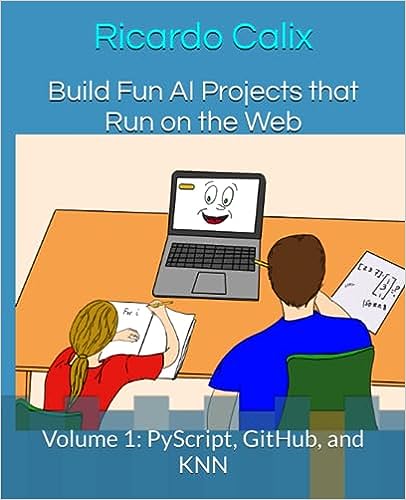 Ricardo Calix
Build Fun AI Projects that
Run on the Web
For i
Volume 1: PyScript, GitHub, and
KNN